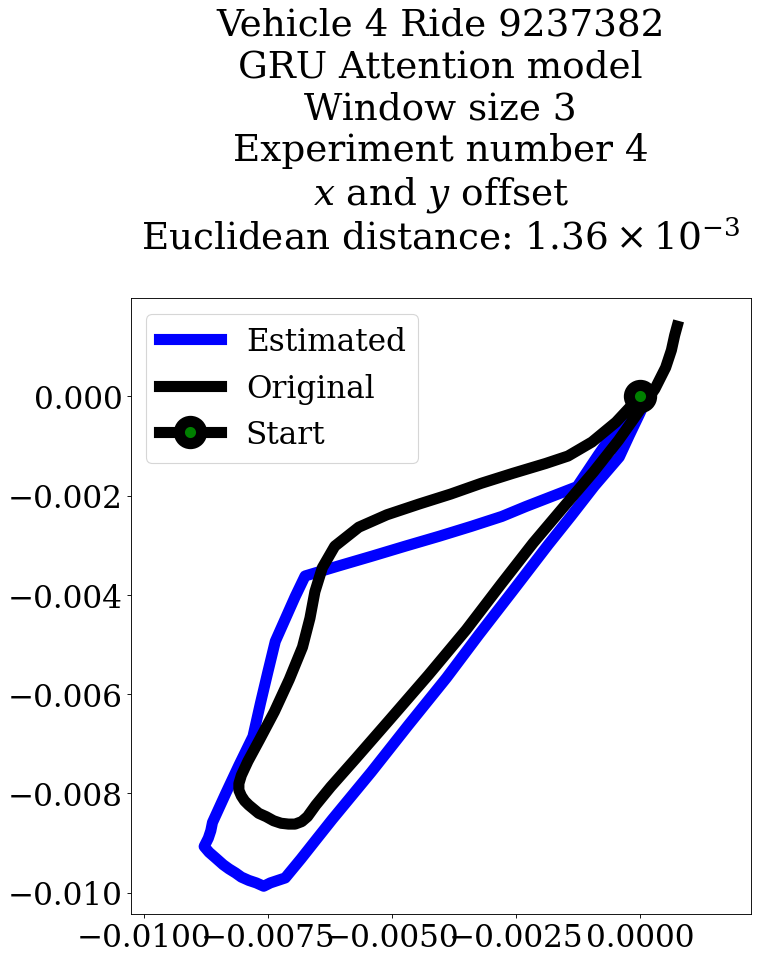 Vehicle 4 Ride 9237382
GRU Attention model
Window size 3
Experiment number 4
x and y offset
Euclidean distance: 1.36 × 10⁻³
Estimated
Original
Start
0.000
−0.002
−0.004
−0.006
−0.008
−0.010
−0.0100 −0.0075 −0.0050 −0.0025 0.0000